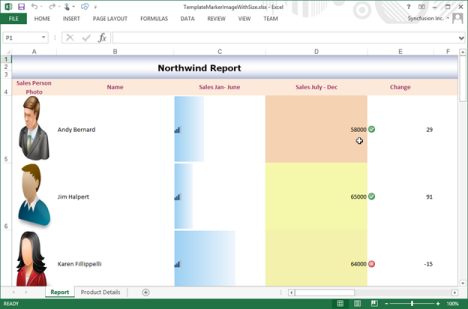 TemplateMarkerImageWithSize.xlsx - Excel
FILE HOME INSERT PAGE LAYOUT FORMULAS DATA REVIEW VIEW TEAM Syncfusion Inc.
P1 fx
A B C D E F
1
2 Northwind Report
3
4 Sales Person Photo Name Sales Jan- June Sales July - Dec Change
5 Andy Bernard 58000 29
6 Jim Halpert 65000 91
Karen Fillippelli 64000 -15
Report Product Details
READY 100%